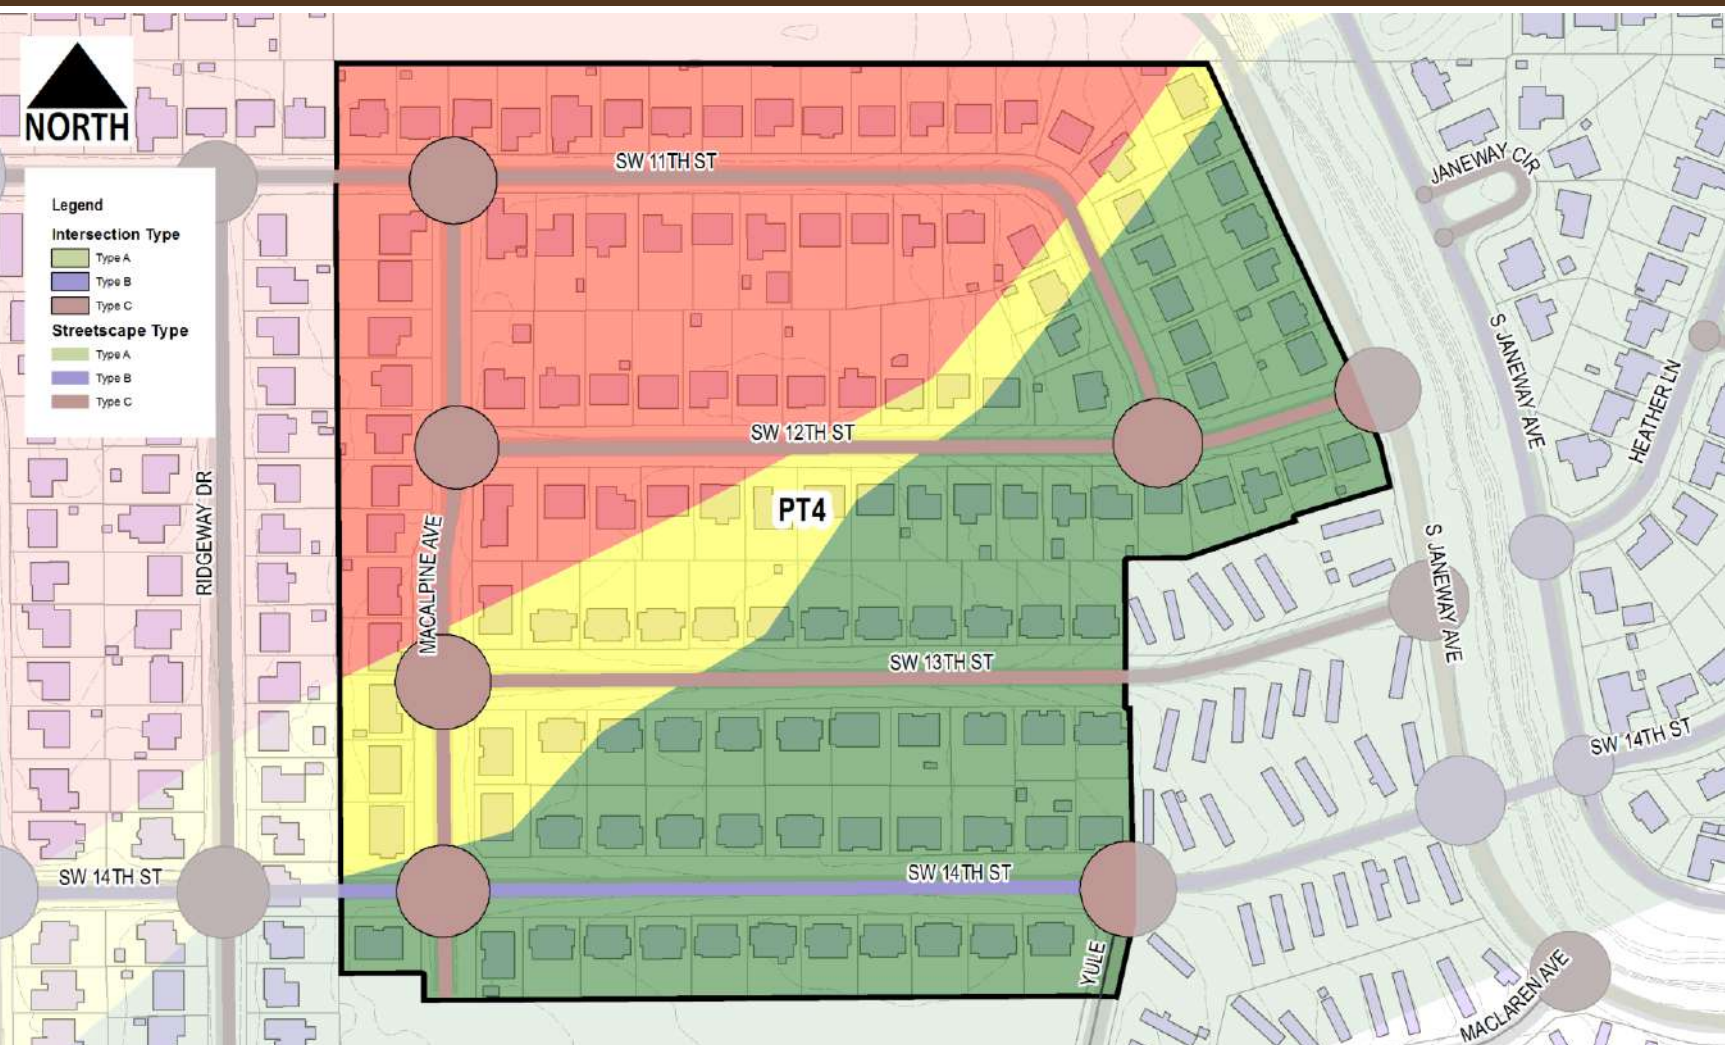 NORTH
Legend
Intersection Type
Type A
Type B
Type C
Streetscape Type
Type A
Type B
Type C
SW 11TH ST
JANEWAY CIR
S JANEWAY AVE
HEATHER LN
SW 12TH ST
RIDGEWAY DR
MACALPINE AVE
PT4
S JANEWAY AVE
SW 13TH ST
SW 14TH ST
SW 14TH ST
SW 14TH ST
YULE
MACLAREN AVE